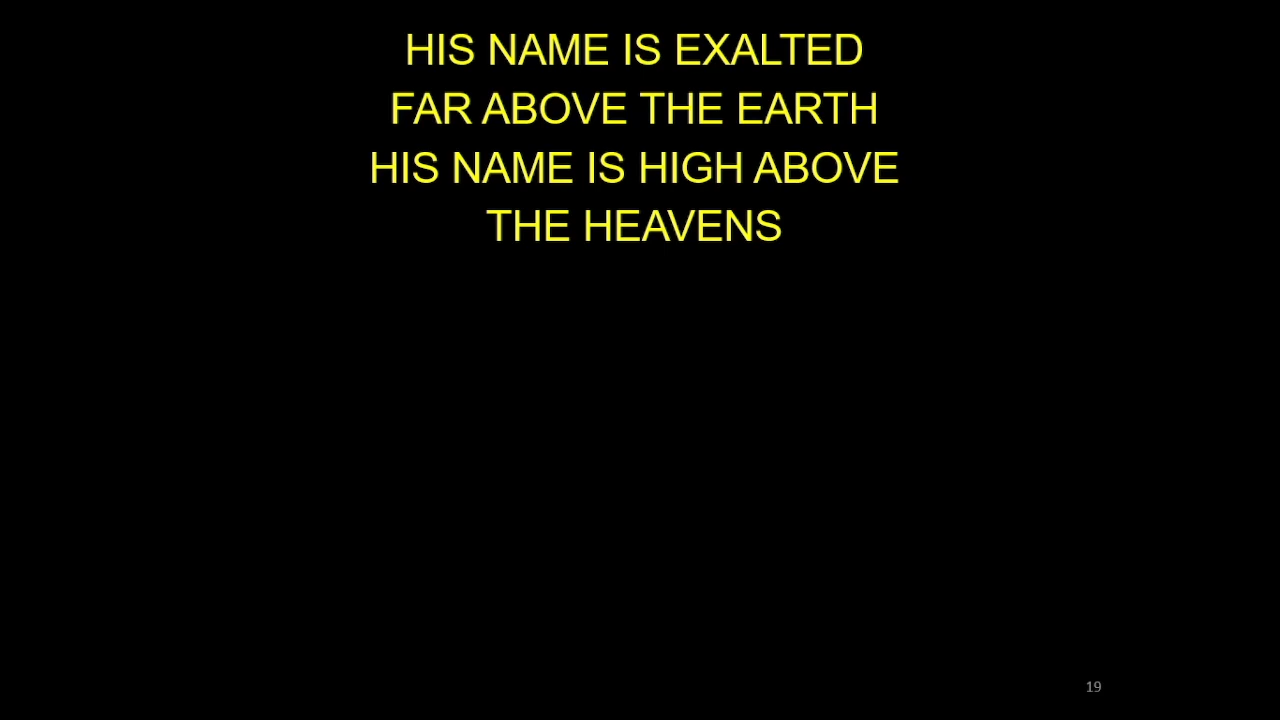 HIS NAME IS EXALTED
FAR ABOVE THE EARTH
HIS NAME IS HIGH ABOVE
THE HEAVENS
19